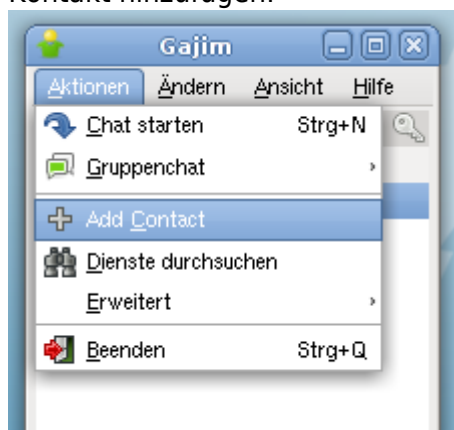 Kontakt hinzufügen:
Gajim
Aktionen Ändern Ansicht Hilfe
Chat starten Strg+N
Gruppenchat
Add Contact
Dienste durchsuchen
Erweitert
Beenden Strg+Q